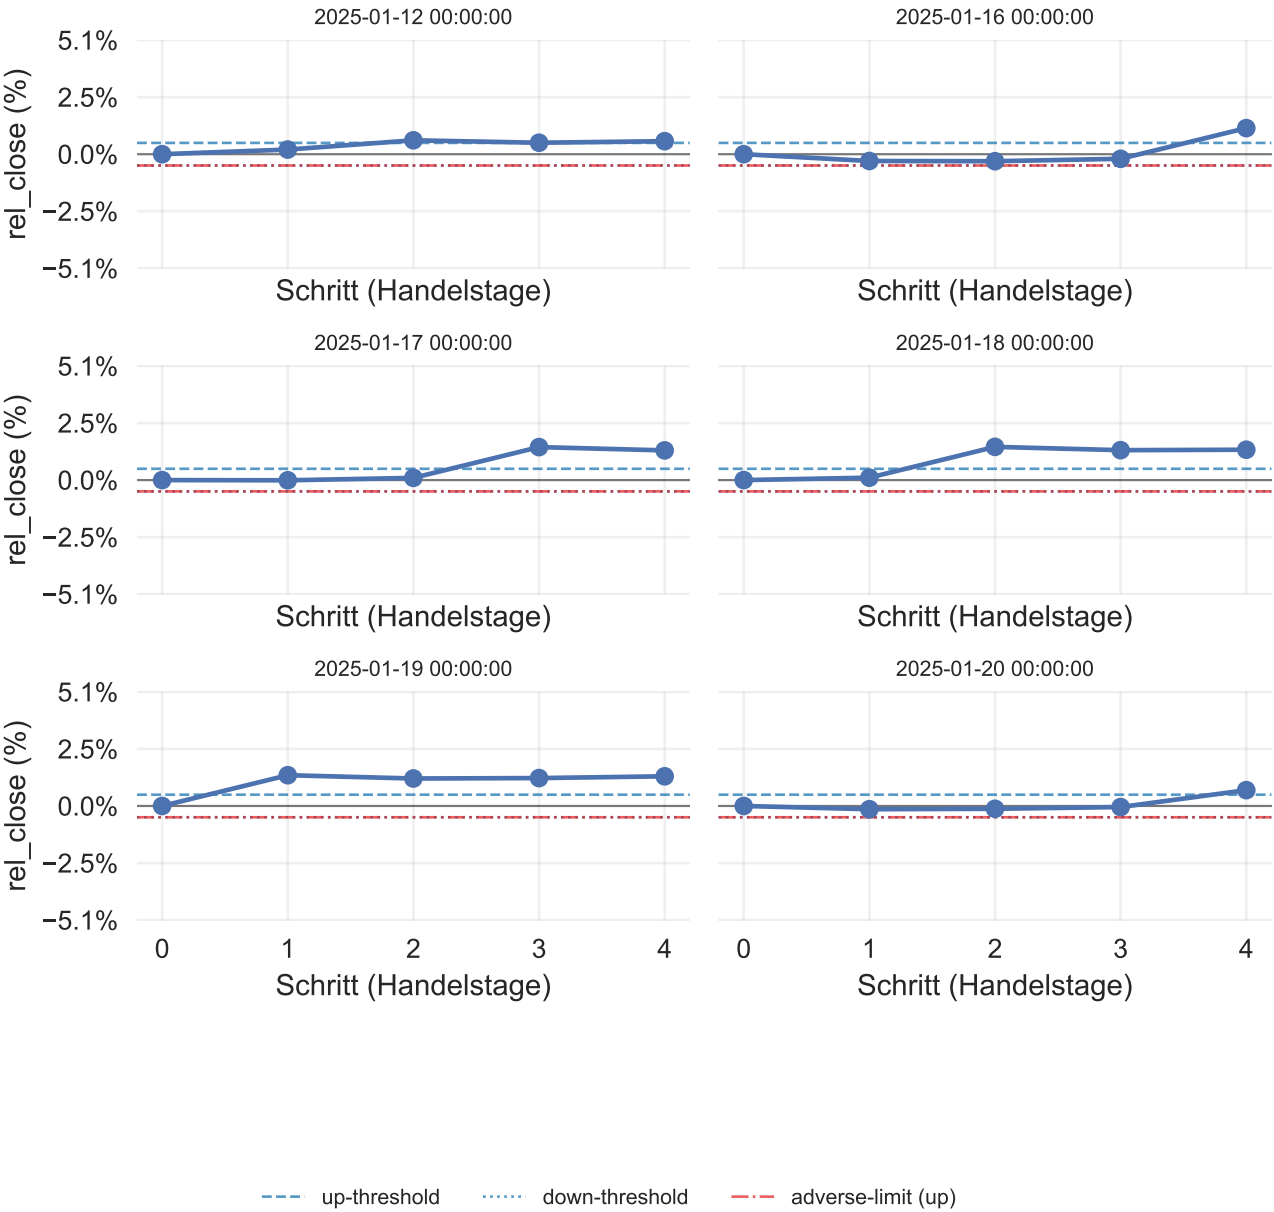 2025-01-12 00:00:00
2025-01-16 00:00:00
5.1%
2.5%
0.0%
−2.5%
−5.1%
rel_close (%)
Schritt (Handelstage)
Schritt (Handelstage)
2025-01-17 00:00:00
2025-01-18 00:00:00
5.1%
2.5%
0.0%
−2.5%
−5.1%
rel_close (%)
Schritt (Handelstage)
Schritt (Handelstage)
2025-01-19 00:00:00
2025-01-20 00:00:00
5.1%
2.5%
0.0%
−2.5%
−5.1%
rel_close (%)
0 1 2 3 4
0 1 2 3 4
Schritt (Handelstage)
Schritt (Handelstage)
up-threshold
down-threshold
adverse-limit (up)